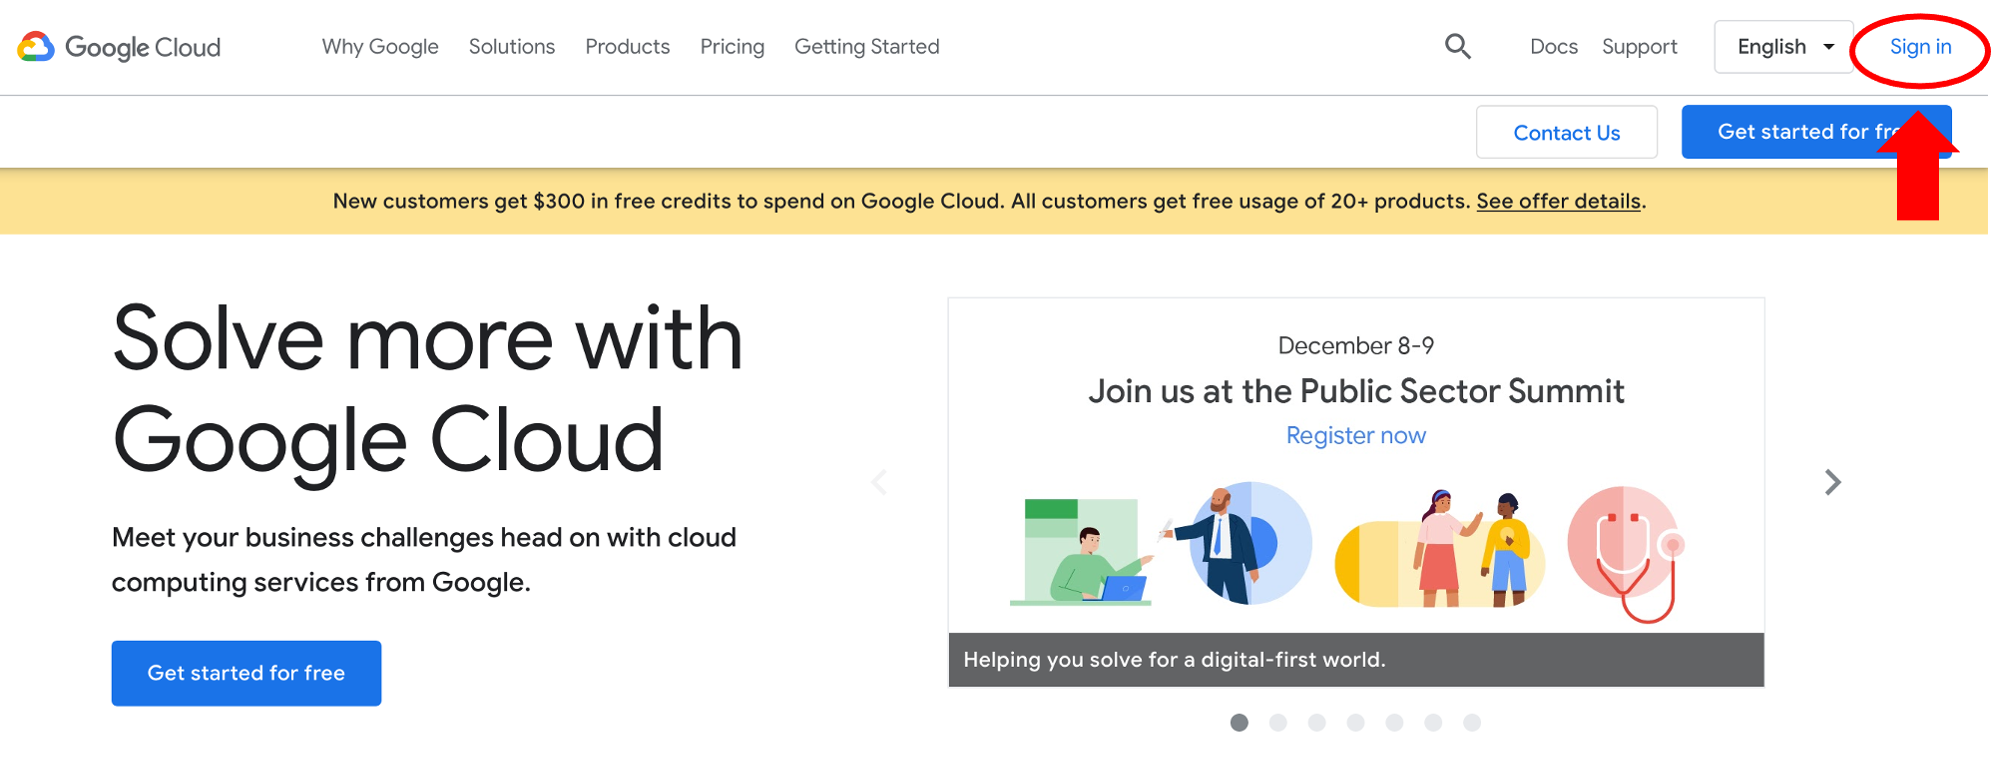 Google Cloud
Why Google Solutions Products Pricing Getting Started
Docs Support English Sign in
Contact Us
Get started for
New customers get $300 in free credits to spend on Google Cloud. All customers get free usage of 20+ products. See offer details.
Solve more with
Google Cloud
Meet your business challenges head on with cloud
computing services from Google.
Get started for free
December 8-9
Join us at the Public Sector Summit
Register now
Helping you solve for a digital-first world.